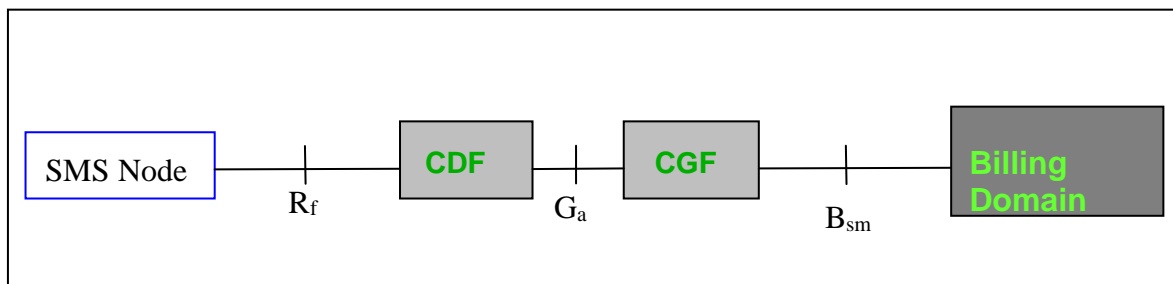 SMS Node
Rf
CDF
Ga
CGF
Bsm
Billing
Domain